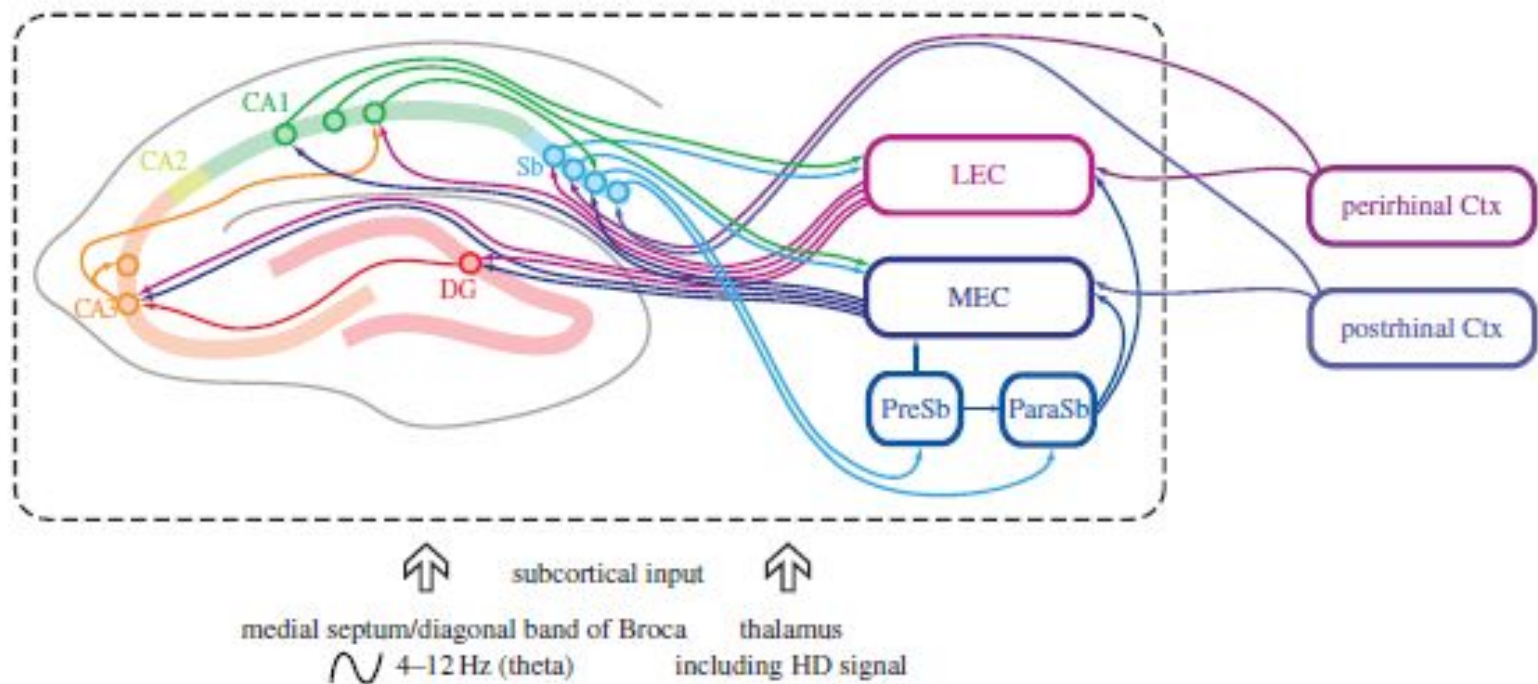 CA1
CA2
Sb
LEC
perirhinal Ctx
CA3
DG
MEC
postrhinal Ctx
PreSb
ParaSb
subcortical input
medial septum/diagonal band of Broca
thalamus
4–12 Hz (theta)
including HD signal